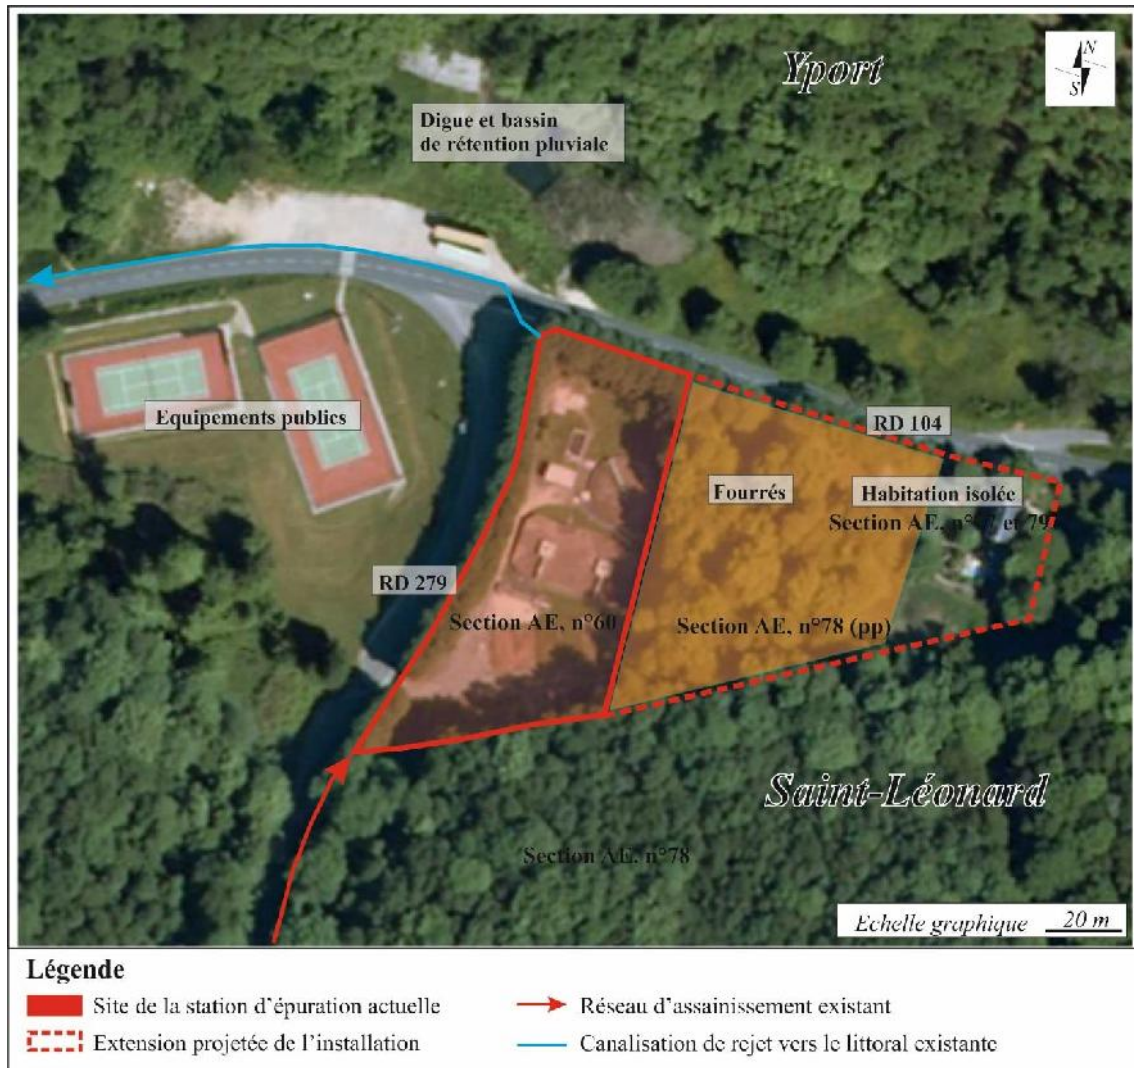 Yport
N
S
Digue et bassin
de rétention pluviale
Equipements publics
RD 104
Fourrés
Habitation isolée
Section AE, n° et 79
RD 279
Section AE, n°60
Section AE, n°78 (pp)
Saint-Léonard
Section AE, n°78
Echelle graphique 20 m
Légende
Site de la station d'épuration actuelle
Réseau d'assainissement existant
Extension projetée de l'installation
Canalisation de rejet vers le littoral existante